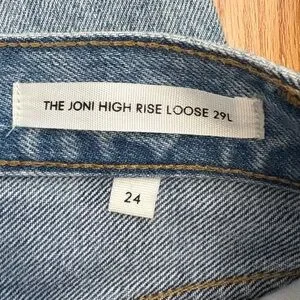 THE JONI HIGH RISE LOOSE 29L
24